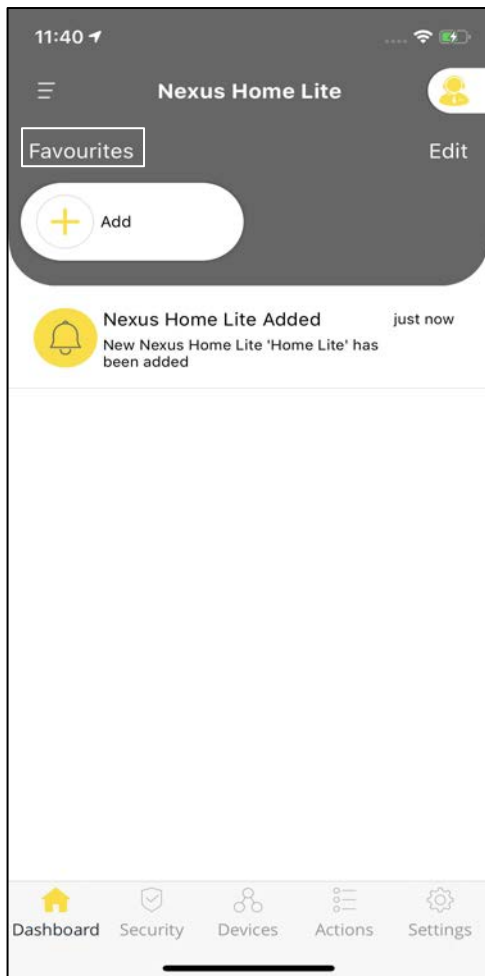 11:40
Nexus Home Lite
Favourites
Edit
Add
Nexus Home Lite Added
just now
New Nexus Home Lite 'Home Lite' has
been added
Dashboard
Security
Devices
Actions
Settings